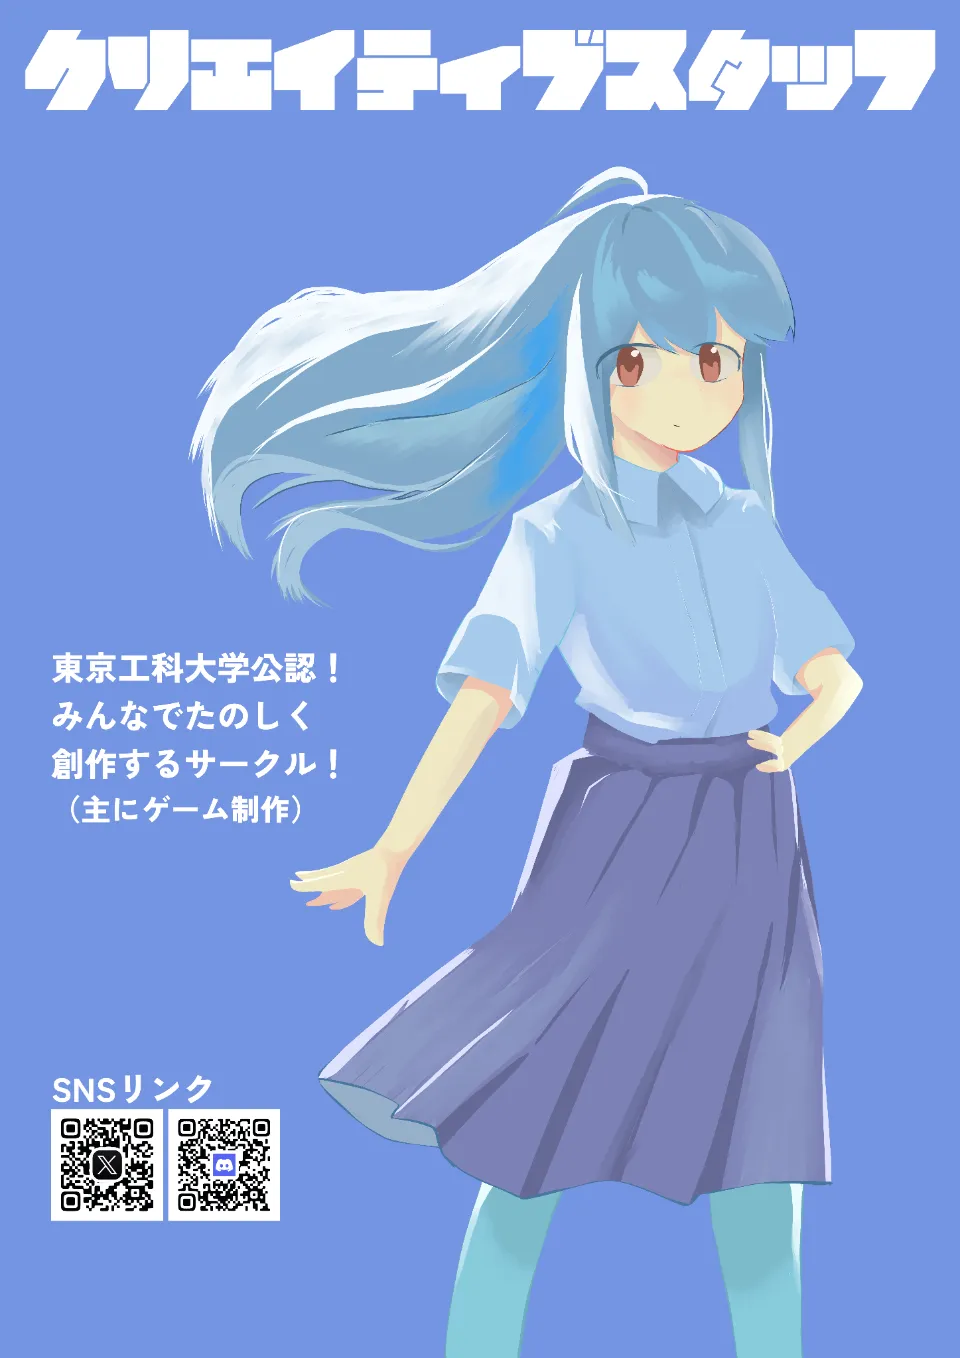 クリエイティブスタッフ
東京工科大学公認！
みんなでたのしく
創作するサークル！
（主にゲーム制作）
SNSリンク